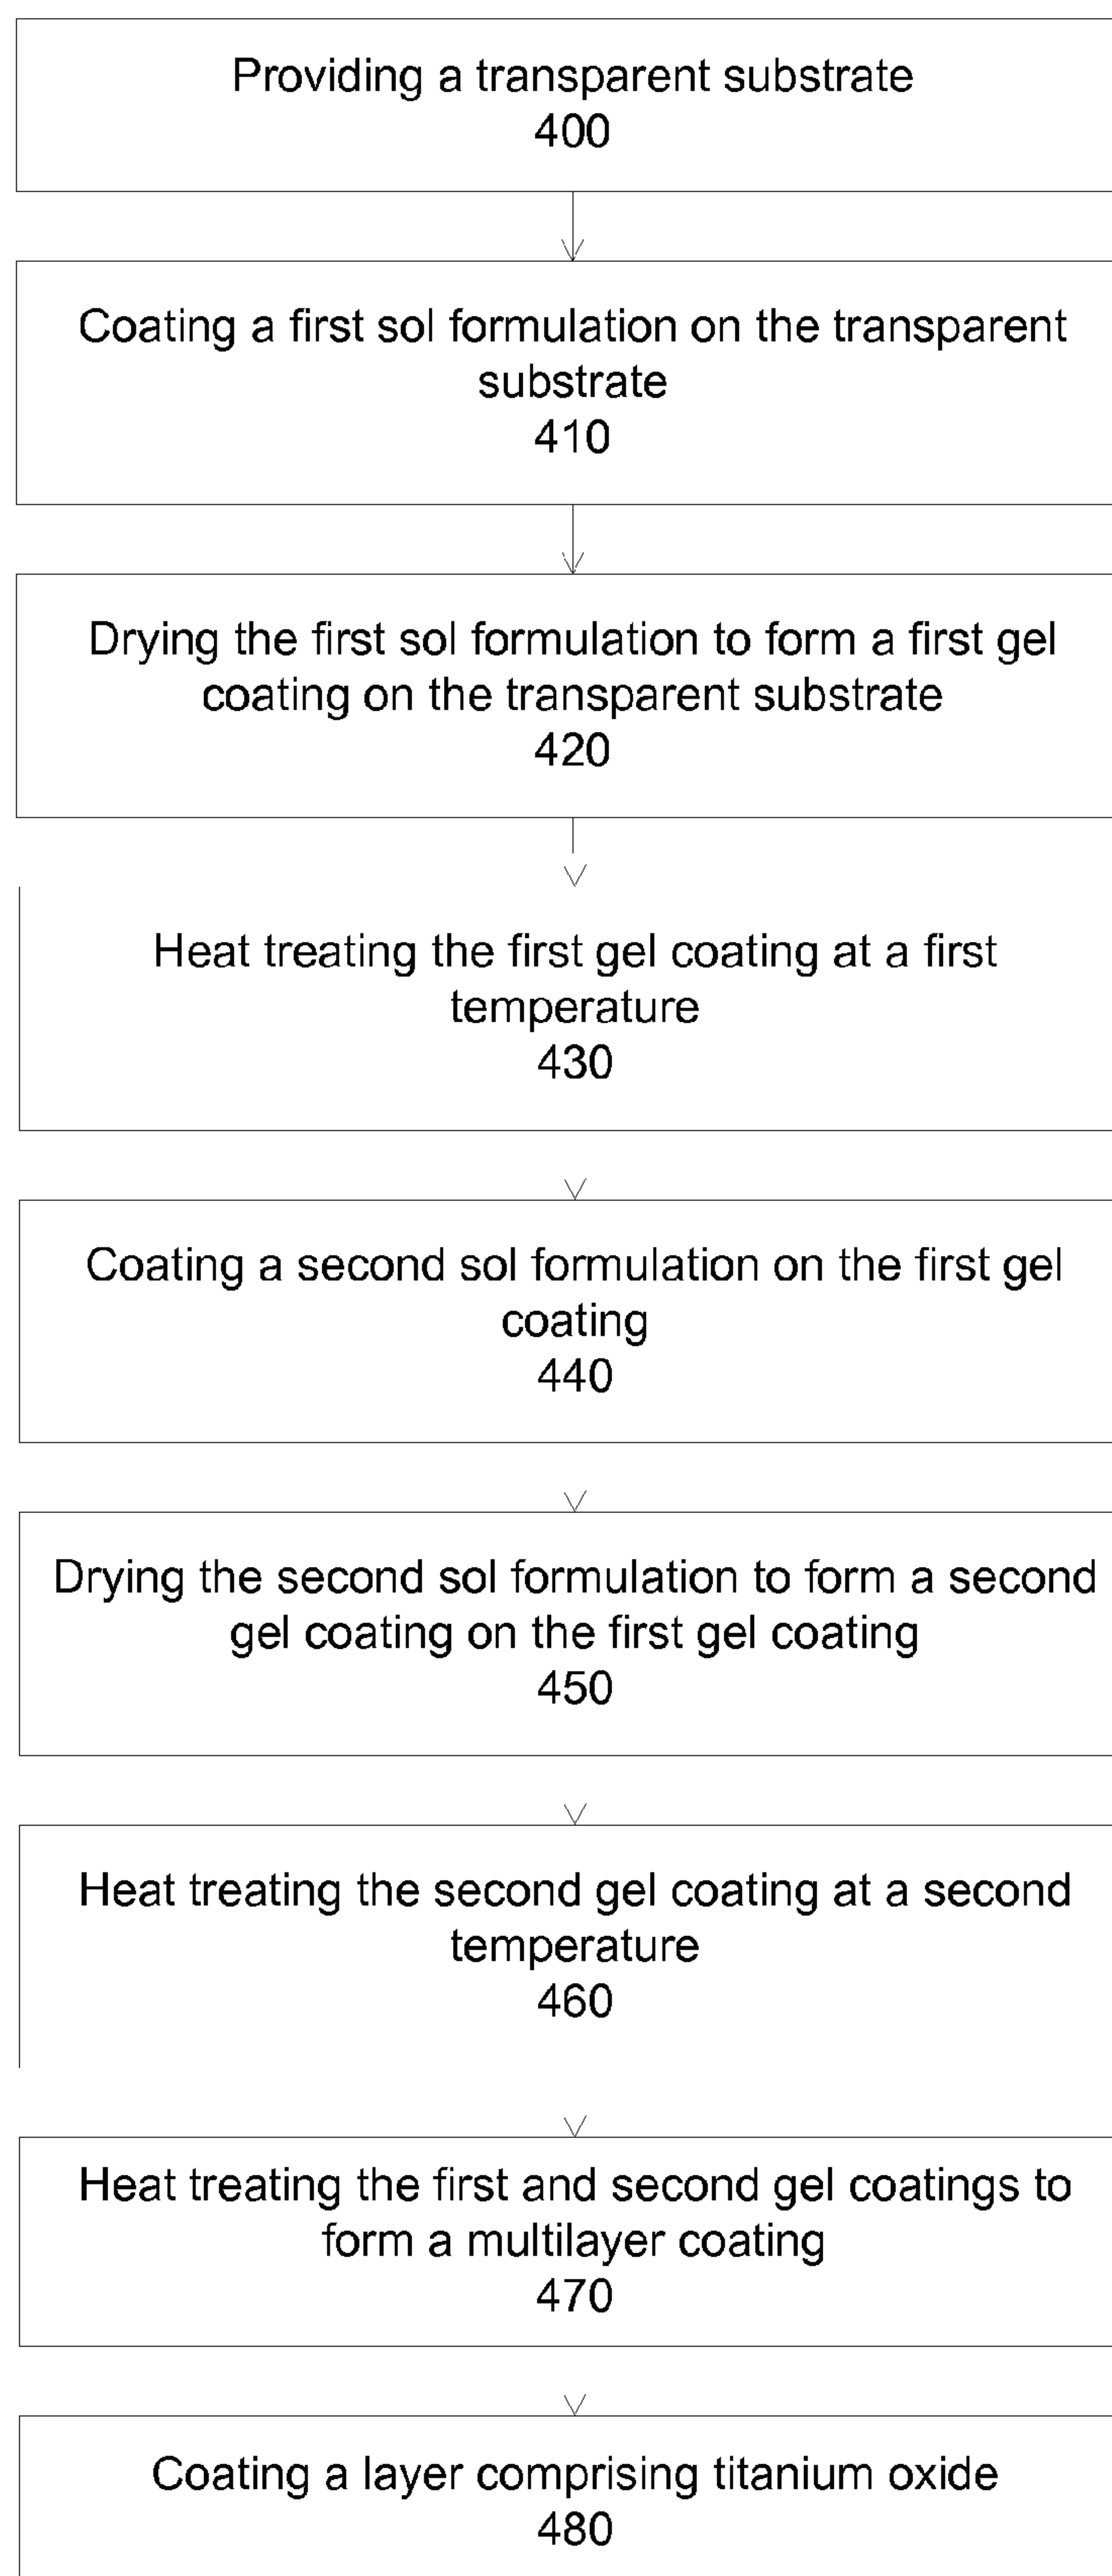 Providing a transparent substrate
400
Coating a first sol formulation on the transparent
substrate
410
Drying the first sol formulation to form a first gel
coating on the transparent substrate
420
Heat treating the first gel coating at a first
temperature
430
Coating a second sol formulation on the first gel
coating
440
Drying the second sol formulation to form a second
gel coating on the first gel coating
450
Heat treating the second gel coating at a second
temperature
460
Heat treating the first and second gel coatings to
form a multilayer coating
470
Coating a layer comprising titanium oxide
480